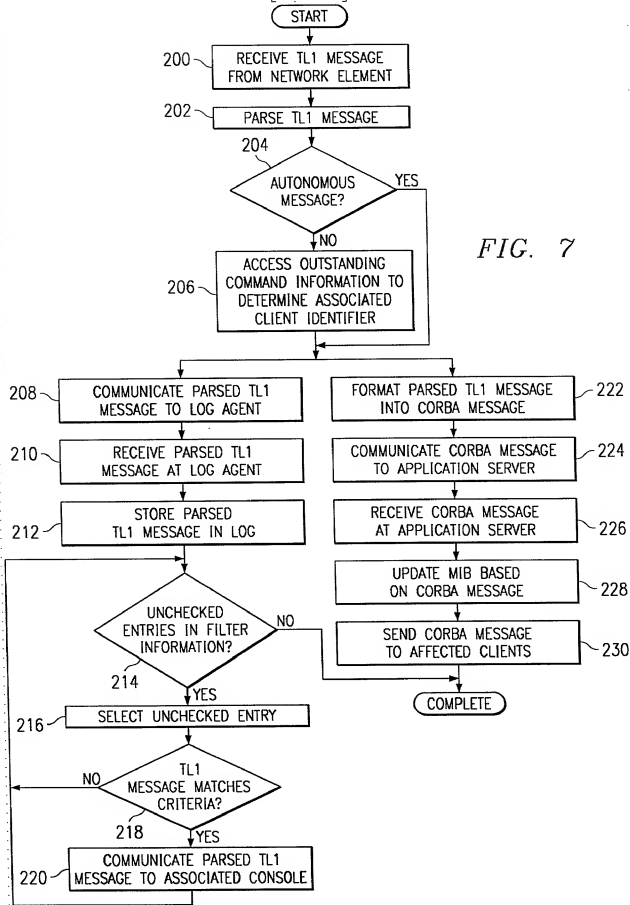 START
200
RECEIVE TL1 MESSAGE
FROM NETWORK ELEMENT
202
PARSE TL1 MESSAGE
204
AUTONOMOUS
MESSAGE?
YES
NO
FIG. 7
206
ACCESS OUTSTANDING
COMMAND INFORMATION TO
DETERMINE ASSOCIATED
CLIENT IDENTIFIER
208
COMMUNICATE PARSED TL1
MESSAGE TO LOG AGENT
210
RECEIVE PARSED TL1
MESSAGE AT LOG AGENT
212
STORE PARSED
TL1 MESSAGE IN LOG
UNCHECKED
ENTRIES IN FILTER
INFORMATION?
NO
214
YES
216
SELECT UNCHECKED ENTRY
TL1
MESSAGE MATCHES
CRITERIA?
NO
218
YES
220
COMMUNICATE PARSED TL1
MESSAGE TO ASSOCIATED CONSOLE
FORMAT PARSED TL1 MESSAGE
INTO CORBA MESSAGE
222
COMMUNICATE CORBA MESSAGE
TO APPLICATION SERVER
224
RECEIVE CORBA MESSAGE
AT APPLICATION SERVER
226
UPDATE MIB BASED
ON CORBA MESSAGE
228
SEND CORBA MESSAGE
TO AFFECTED CLIENTS
230
COMPLETE